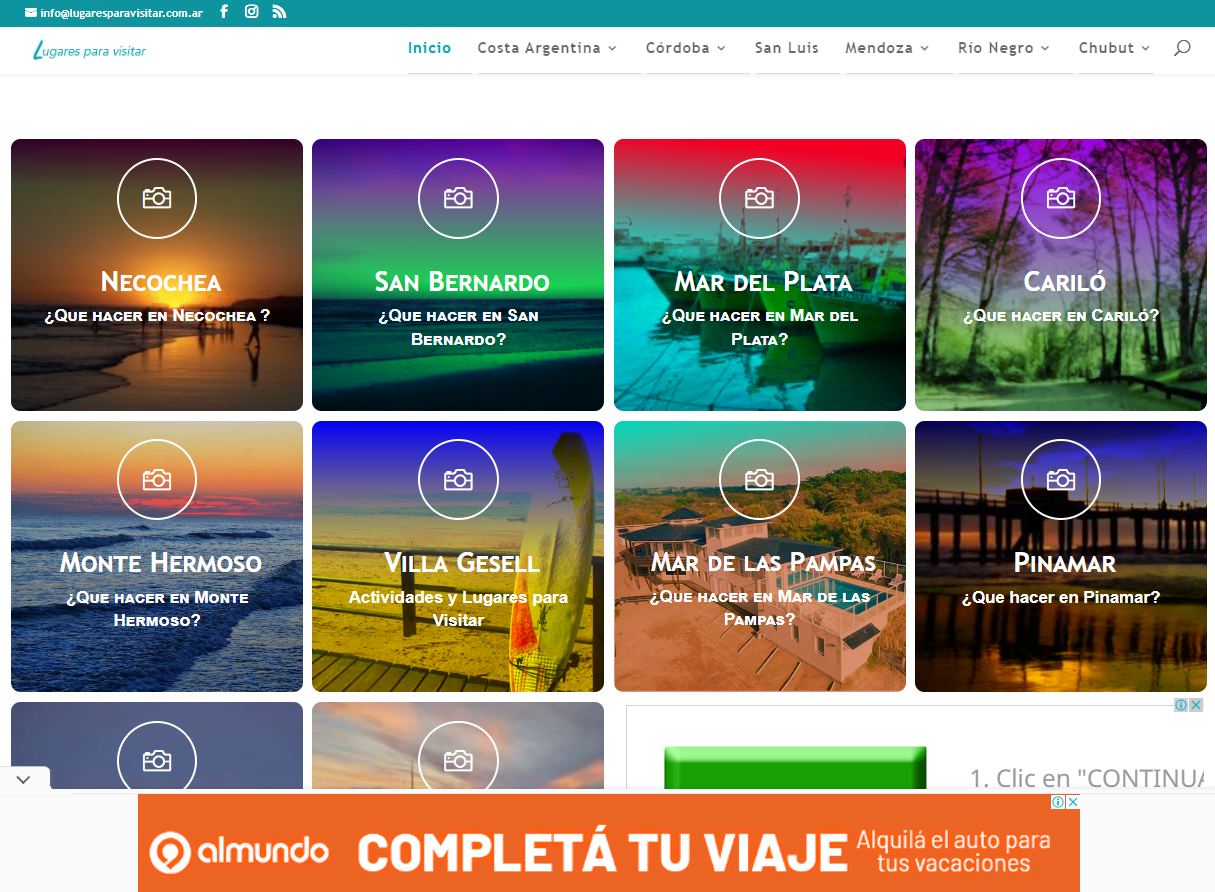 info@lugaresparavisitar.com.ar
Lugares para visitar
Inicio
Costa Argentina
Córdoba
San Luis
Mendoza
Río Negro
Chubut
Necochea
¿Que hacer en Necochea ?
San Bernardo
¿Que hacer en San
Bernardo?
Mar del Plata
¿Que hacer en Mar del
Plata?
Cariló
¿Que hacer en Cariló?
Monte Hermoso
¿Que hacer en Monte
Hermoso?
Villa Gesell
Actividades y Lugares para
Visitar
Mar de las Pampas
¿Que hacer en Mar de las
Pampas?
Pinamar
¿Que hacer en Pinamar?
1. Clic en "CONTINUA
almundo
COMPLETÁ TU VIAJE
Alquilá el auto para
tus vacaciones